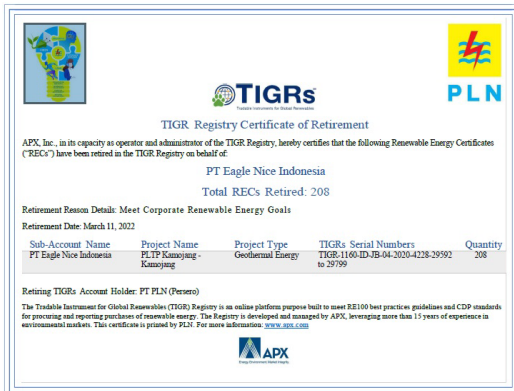 TIGRs
Tradable Instruments for Global Renewables
PLN
TIGR Registry Certificate of Retirement
APX, Inc., in its capacity as operator and administrator of the TIGR Registry, hereby certifies that the following Renewable Energy Certificates
("RECs") have been retired in the TIGR Registry on behalf of:
PT Eagle Nice Indonesia
Total RECs Retired: 208
Retirement Reason Details: Meet Corporate Renewable Energy Goals
Retirement Date: March 11, 2022
Sub-Account Name Project Name Project Type TIGRs Serial Numbers Quantity
PT Eagle Nice Indonesia PLTP Kamojang - Geothermal Energy TIGR-1160-ID-JB-04-2020-4228-29592 208
Kamojang to 29799
Retiring TIGRs Account Holder: PT PLN (Persero)
The Tradable Instrument for Global Renewables (TIGR) Registry is an online platform purpose built to meet RE100 best practices guidelines and CDP standards
for procuring and reporting purchases of renewable energy. The Registry is developed and managed by APX, leveraging more than 15 years of experience in
environmental markets. This certificate is printed by PLN. For more information: www.apx.com
APX